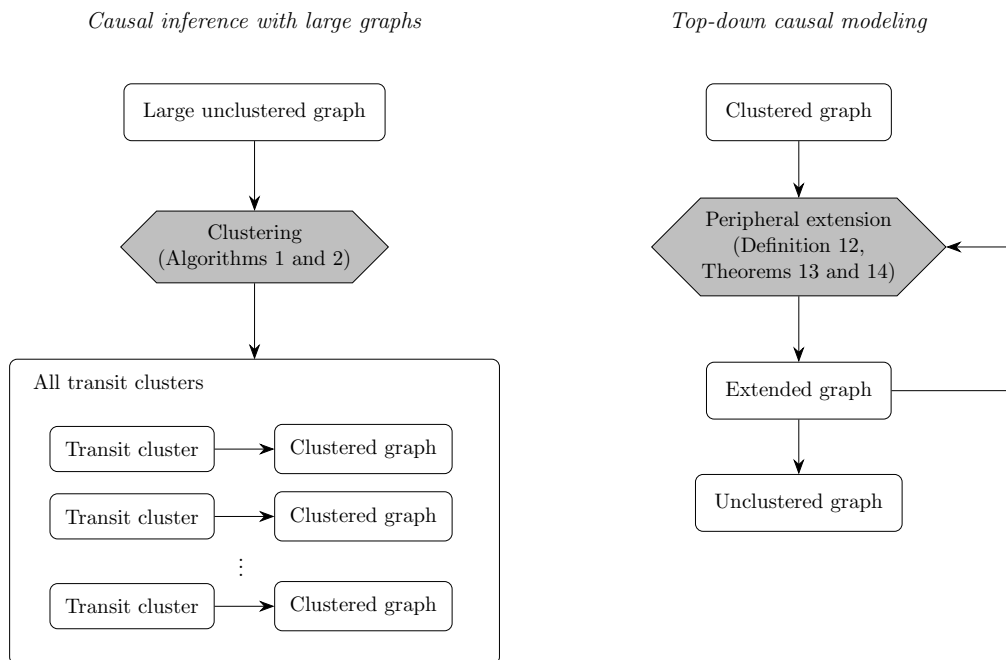 Causal inference with large graphs
Large unclustered graph
Clustering
(Algorithms 1 and 2)
All transit clusters
Transit cluster
Clustered graph
Transit cluster
Clustered graph
⋮
Transit cluster
Clustered graph
Top-down causal modeling
Clustered graph
Peripheral extension
(Definition 12,
Theorems 13 and 14)
Extended graph
Unclustered graph